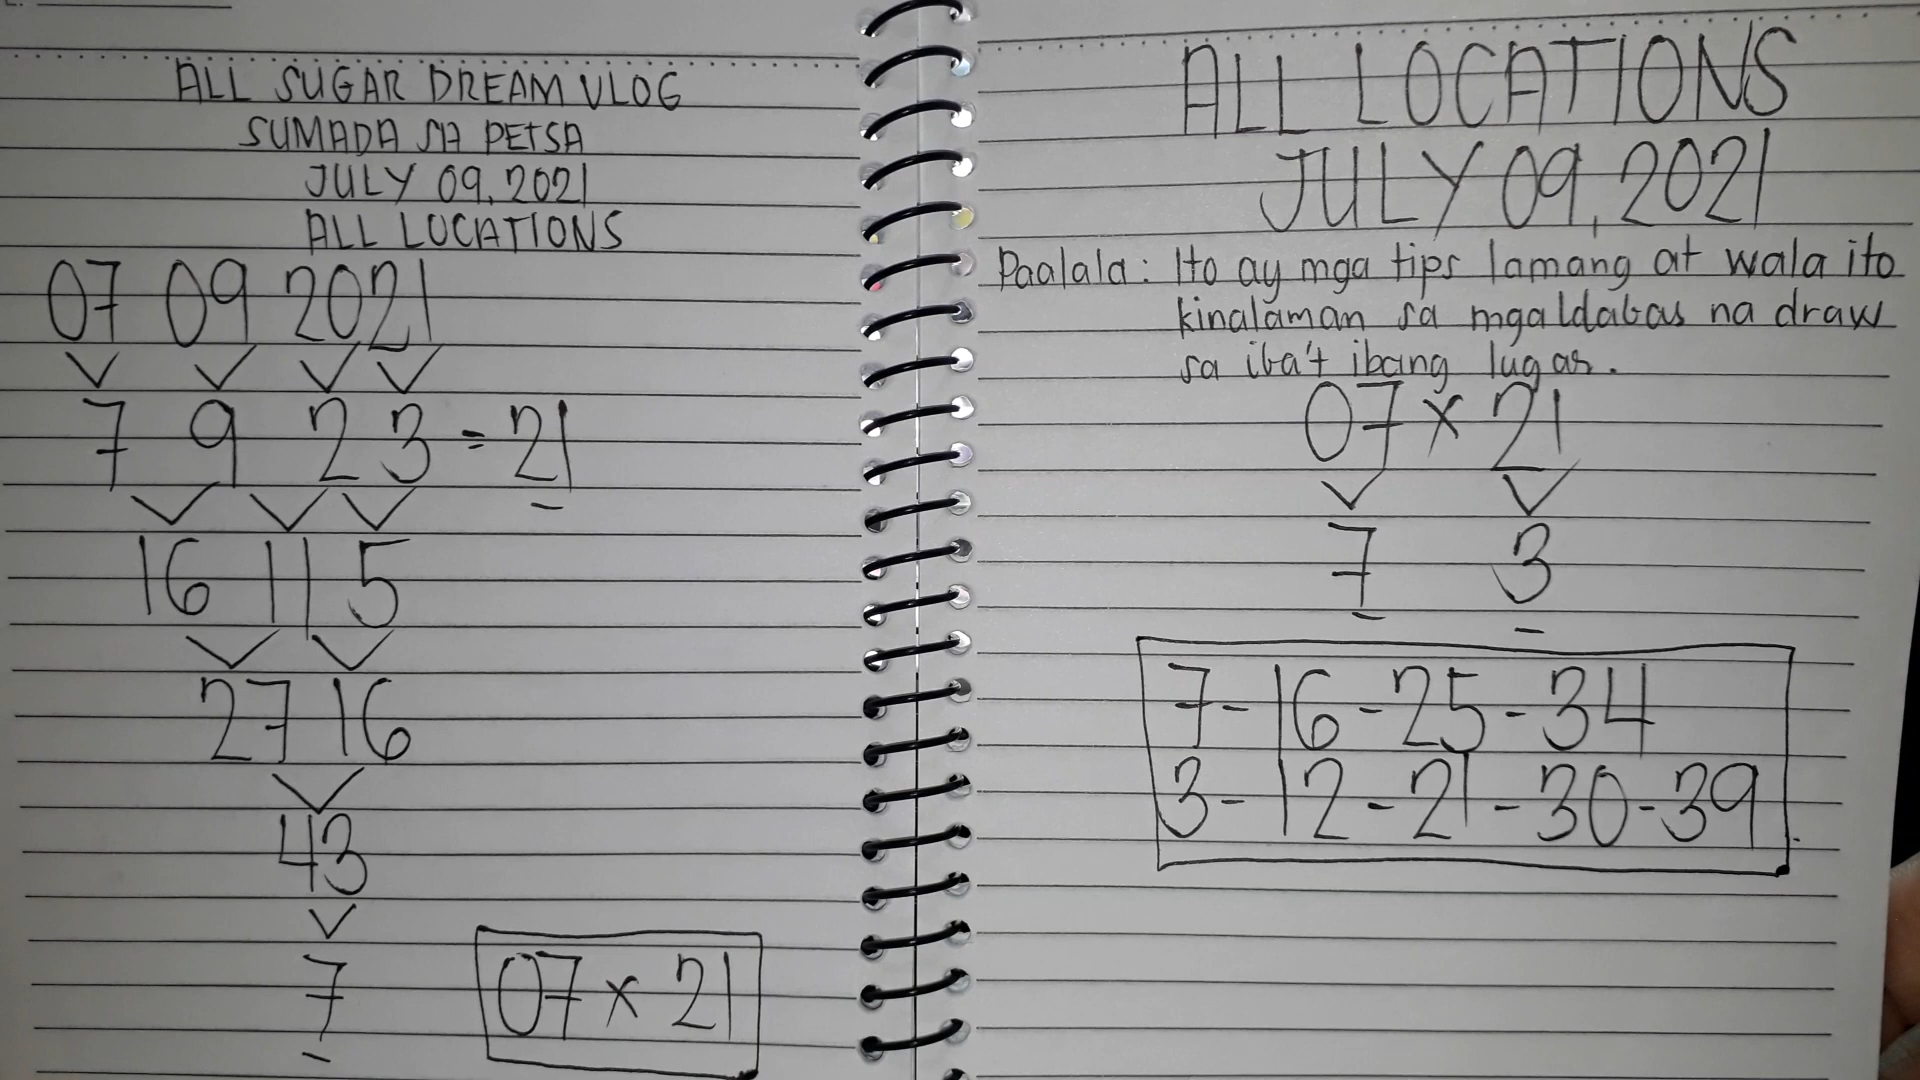 ALL SUGAR DREAM VLOG
SUMADA SA PETSA
JULY 09, 2021
ALL LOCATIONS
07 09 2021
7 9 2 3 = 21
16 11 5
27 16
43
7
07 x 21
ALL LOCATIONS
JULY 09, 2021
Paalala: Ito ay mga tips lamang at wala ito
kinalaman sa mga ldabas na draw
sa iba't ibang lugar.
07 x 21
7 3
7-16-25-34
3-12-21-30-39